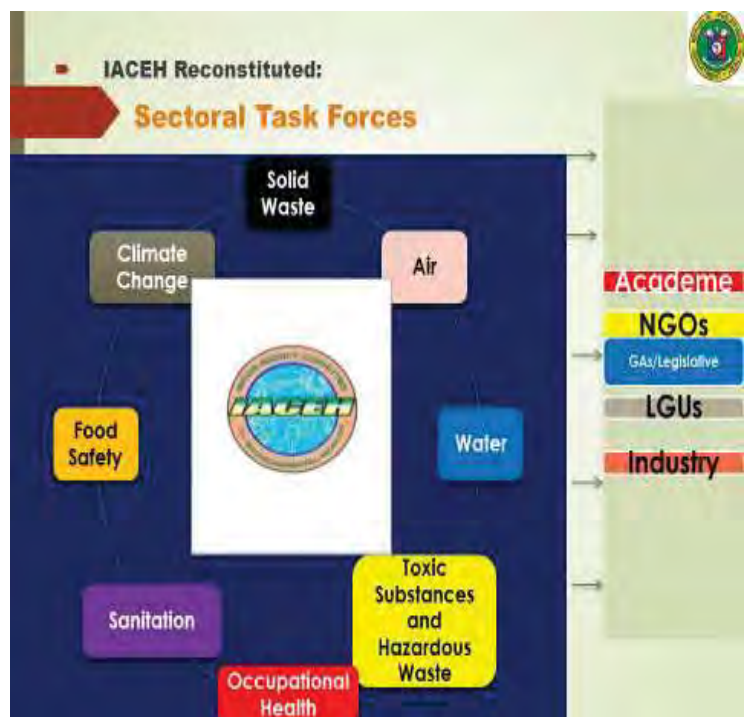 IACEH Reconstituted:
Sectoral Task Forces
Solid
Waste
Climate
Change
Air
Academe
NGOs
GAs/Legislative
LGUs
Industry
IACEH
Food
Safety
Water
Toxic
Substances
and
Hazardous
Waste
Sanitation
Occupational
Health